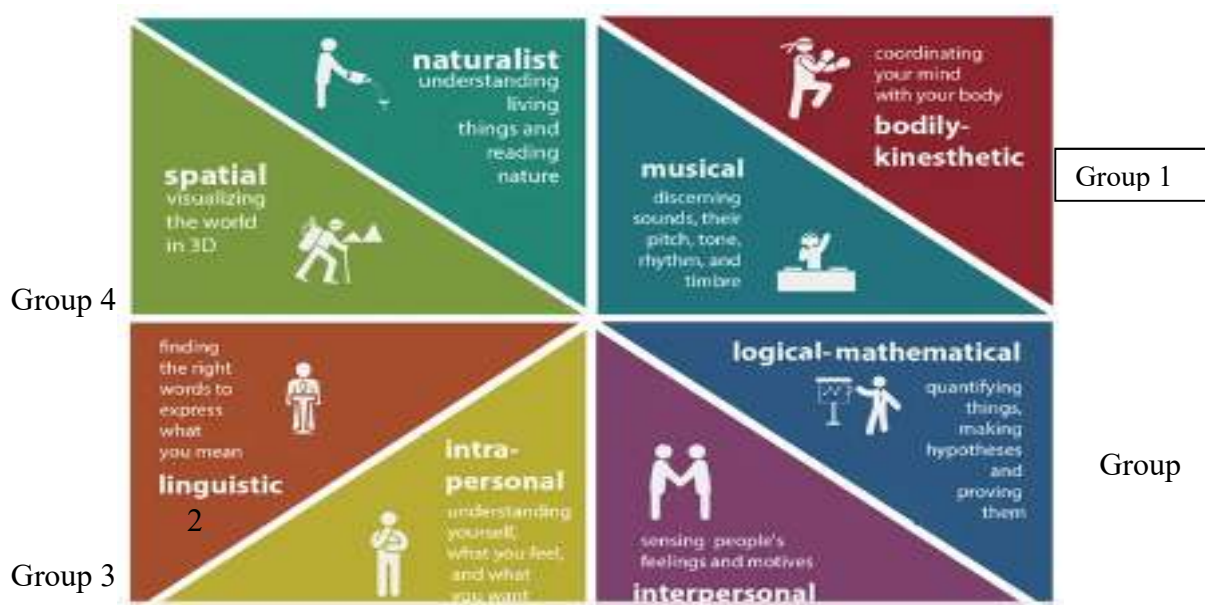 naturalist
understanding
living
things and
reading
nature
spatial
visualizing
the world
in 3D
coordinating
your mind
with your body
bodily-
kinesthetic
musical
discerning
sounds, their
pitch, tone,
rhythm, and
timbre
Group 1
Group 4
finding
the right
words to
express
what
you mean
linguistic
2
intra-
personal
understanding
yourself,
what you feel,
and what
you want
logical-mathematical
quantifying
things,
making
hypotheses
and
proving
them
sensing people's
feelings and motives
interpersonal
Group
Group 3